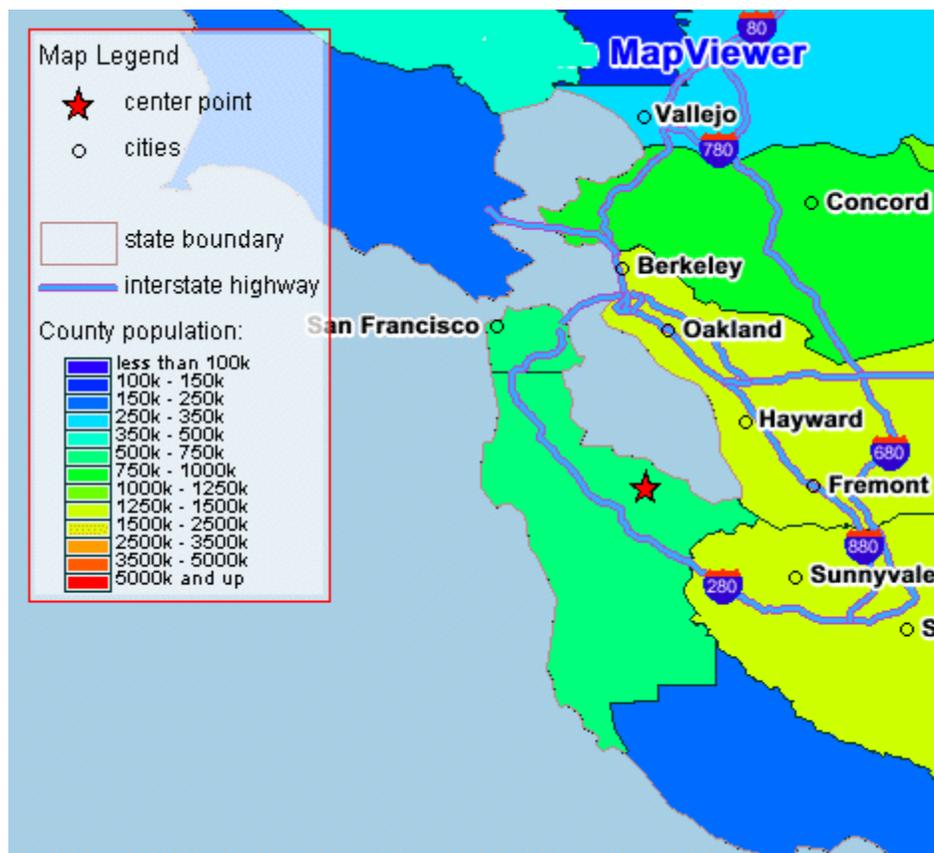 Map Legend
center point
cities
state boundary
interstate highway
County population:
less than 100k
100k - 150k
150k - 250k
250k - 350k
350k - 500k
500k - 750k
750k - 1000k
1000k - 1250k
1250k - 1500k
1500k - 2500k
2500k - 3500k
3500k - 5000k
5000k and up
80
MapViewer
Vallejo
780
Concord
Berkeley
San Francisco
Oakland
Hayward
680
Fremont
880
Sunnyvale
280
S